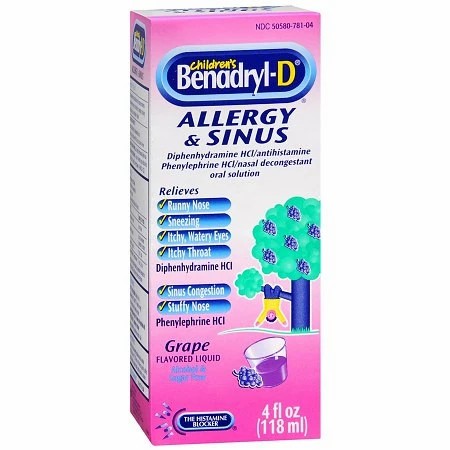 NDC 50580-781-04
Children's
Benadryl-D®
ALLERGY
& SINUS
Diphenhydramine HCl/antihistamine
Phenylephrine HCl/nasal decongestant
oral solution
Relieves
Runny Nose
Sneezing
Itchy, Watery Eyes
Itchy Throat
Diphenhydramine HCl
Sinus Congestion
Stuffy Nose
Phenylephrine HCl
Grape
FLAVORED LIQUID
Alcohol &
Sugar Free
THE HISTAMINE
BLOCKER
4 fl oz
(118 ml)